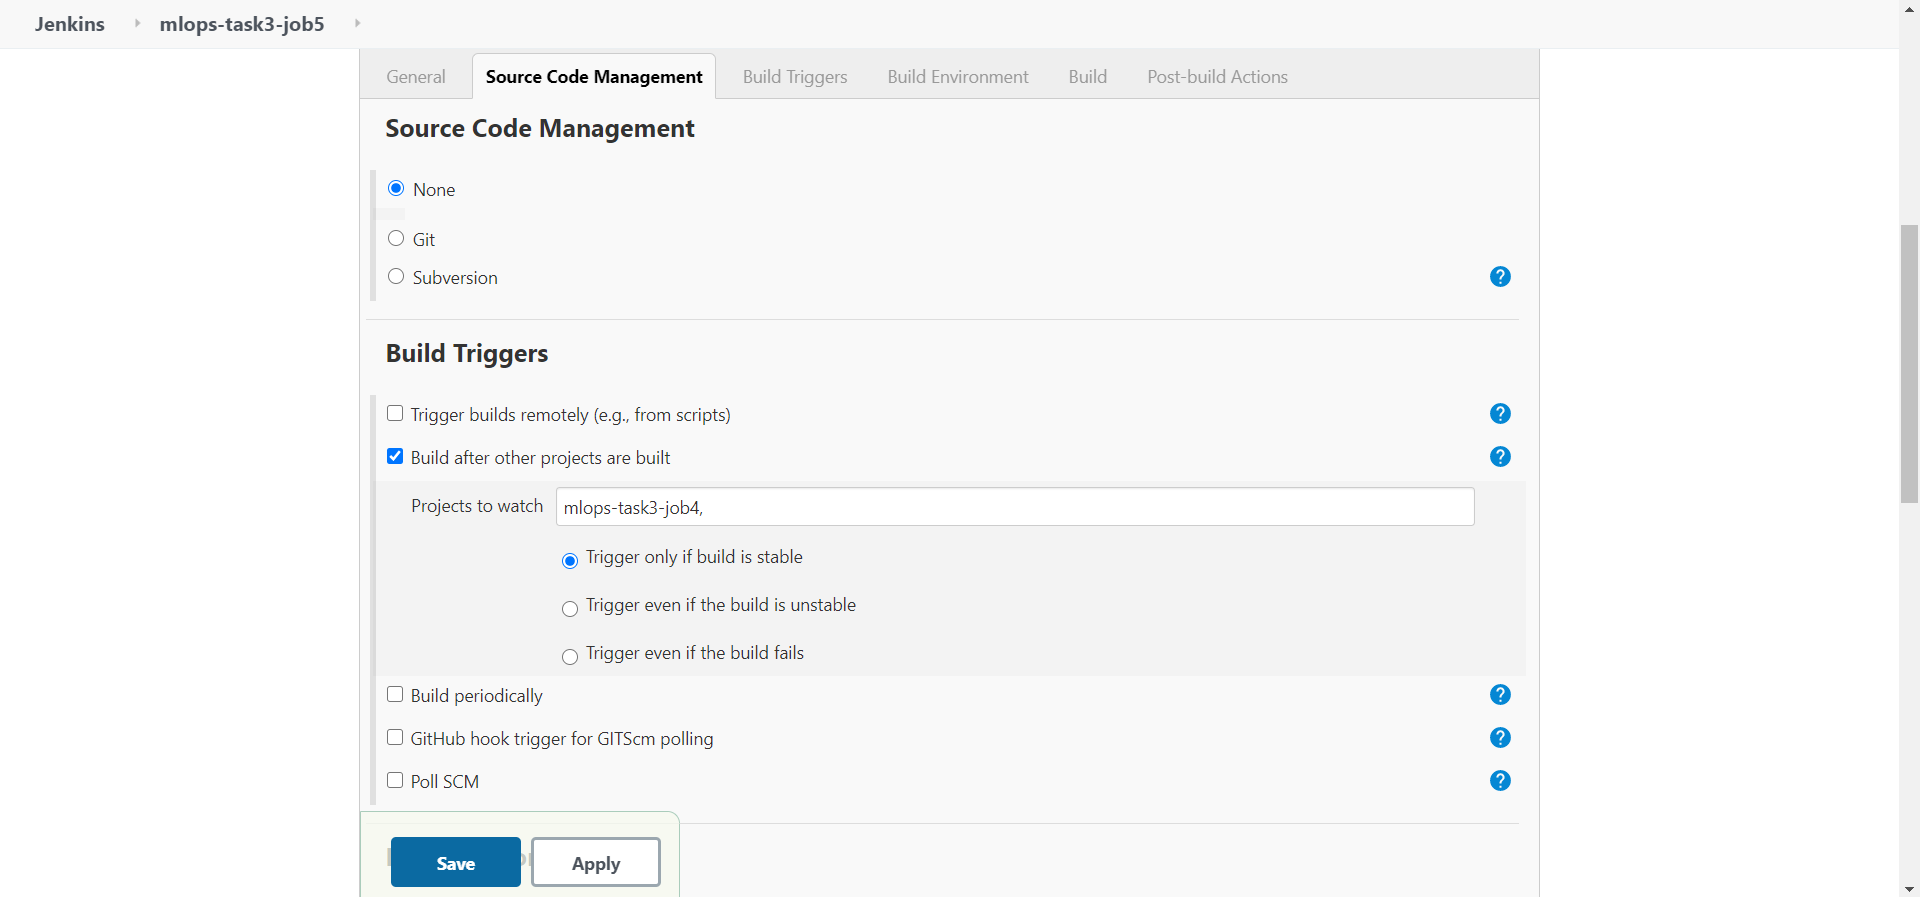 Jenkins mlops-task3-job5
General Source Code Management Build Triggers Build Environment Build Post-build Actions
Source Code Management
None
Git
Subversion
?
Build Triggers
Trigger builds remotely (e.g., from scripts)
?
Build after other projects are built
?
Projects to watch mlops-task3-job4,
Trigger only if build is stable
Trigger even if the build is unstable
Trigger even if the build fails
Build periodically
?
GitHub hook trigger for GITScm polling
?
Poll SCM
?
Save Apply